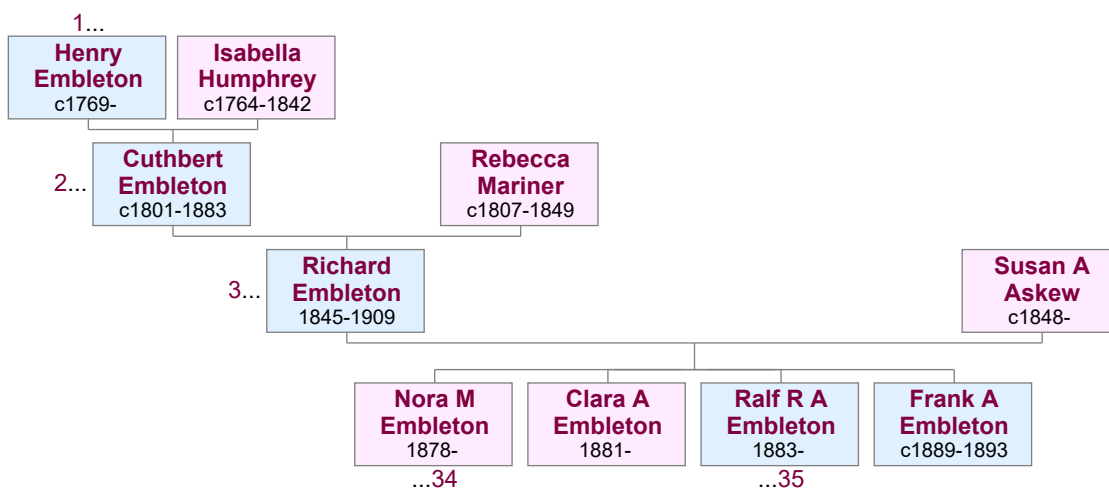 1...
Henry
Embleton
c1769-
Isabella
Humphrey
c1764-1842
2...
Cuthbert
Embleton
c1801-1883
Rebecca
Mariner
c1807-1849
3...
Richard
Embleton
1845-1909
Susan A
Askew
c1848-
Nora M
Embleton
1878-
...34
Clara A
Embleton
1881-
Ralf R A
Embleton
1883-
...35
Frank A
Embleton
c1889-1893